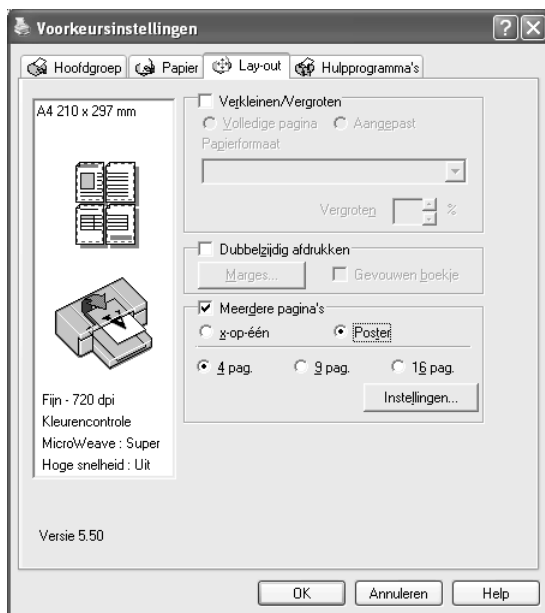 Voorkeursinstellingen
Hoofdgroep Papier Lay-out Hulpprogramma's
A4 210 x 297 mm
Fijn - 720 dpi
Kleurencontrole
MicroWeave : Super
Hoge snelheid : Uit
Versie 5.50
Verkleinen/Vergroten
Volledige pagina Aangepast
Papierformaat
Vergroten %
Dubbelzijdig afdrukken
Marges... Gevouwen boekje
Meerdere pagina's
x-op-één Poster
4 pag. 9 pag. 16 pag.
Instellingen...
OK Annuleren Help